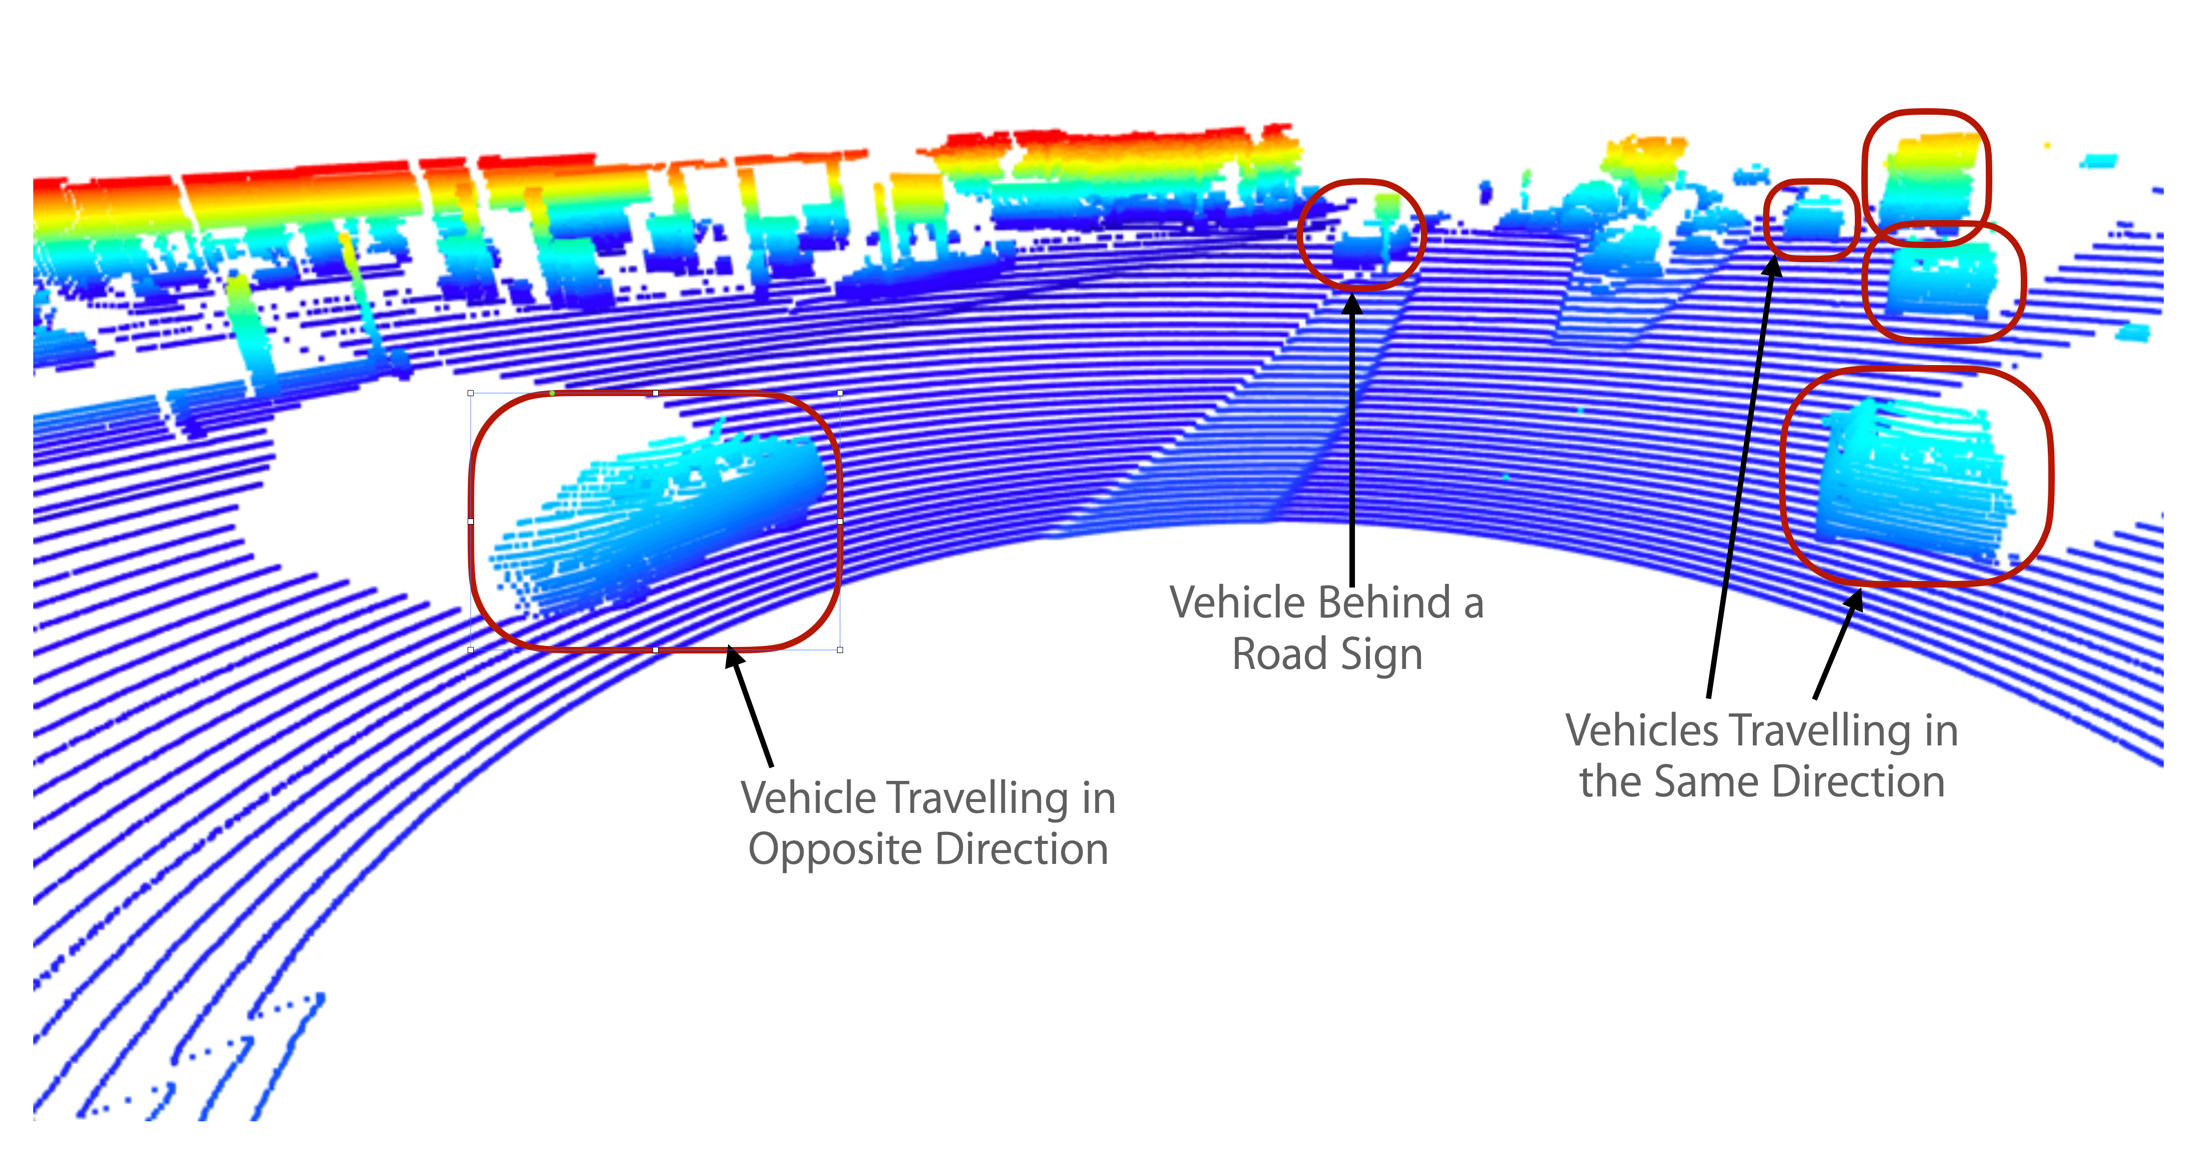 Vehicle Behind a
Road Sign
Vehicles Travelling in
the Same Direction
Vehicle Travelling in
Opposite Direction